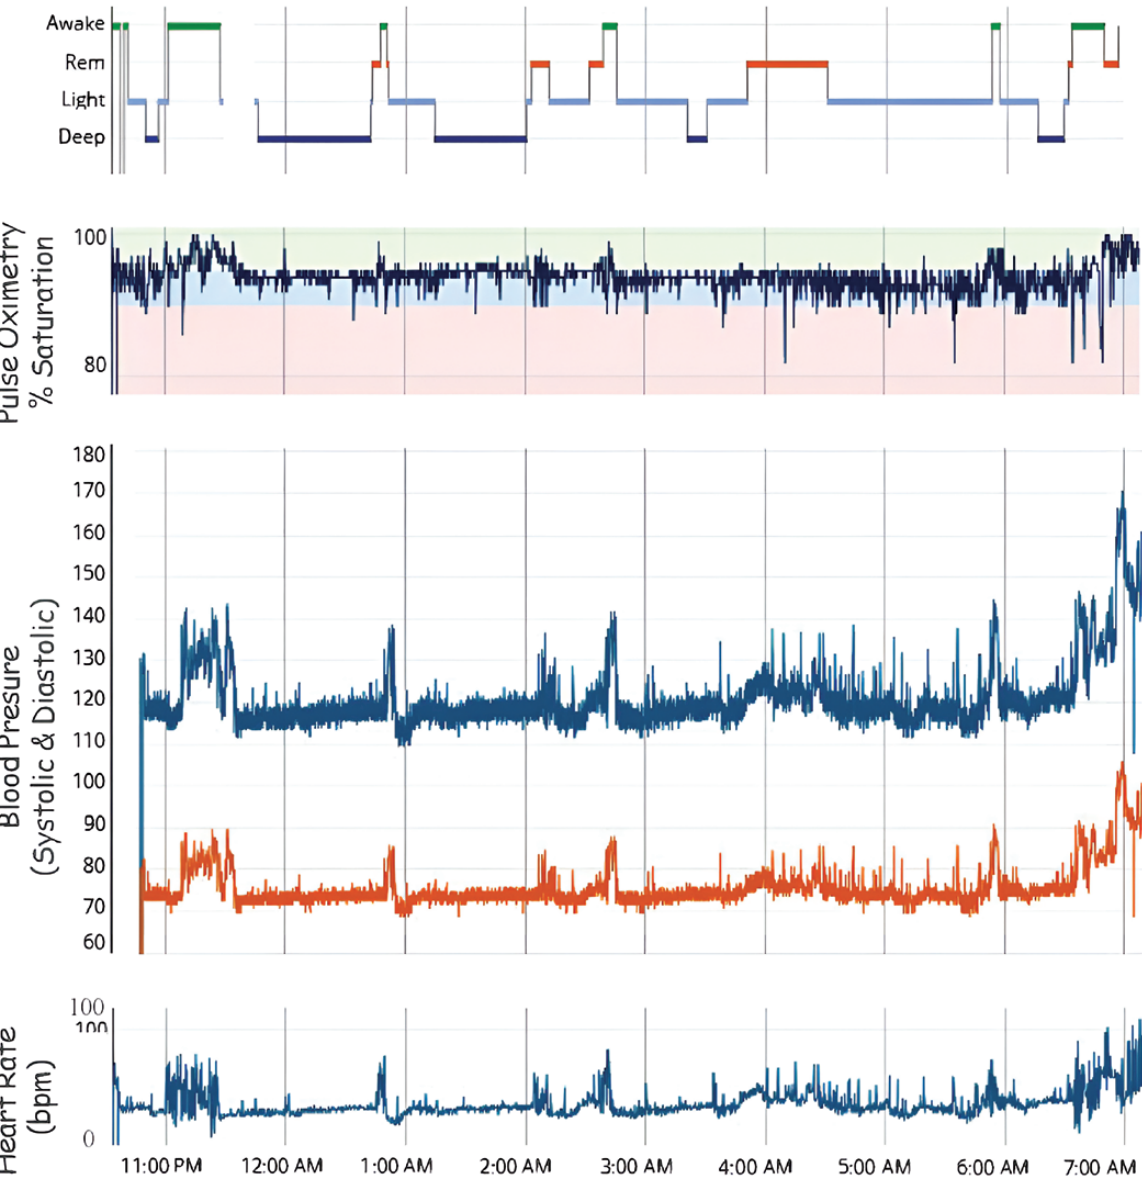 Awake
Rem
Light
Deep
Pulse Oximetry
% Saturation
100
80
Blood Presure
(Systolic & Diastolic)
180
170
160
150
140
130
120
110
100
90
80
70
60
Heart Rate
(bpm)
100
100
0
11:00 PM 12:00 AM 1:00 AM 2:00 AM 3:00 AM 4:00 AM 5:00 AM 6:00 AM 7:00 AM